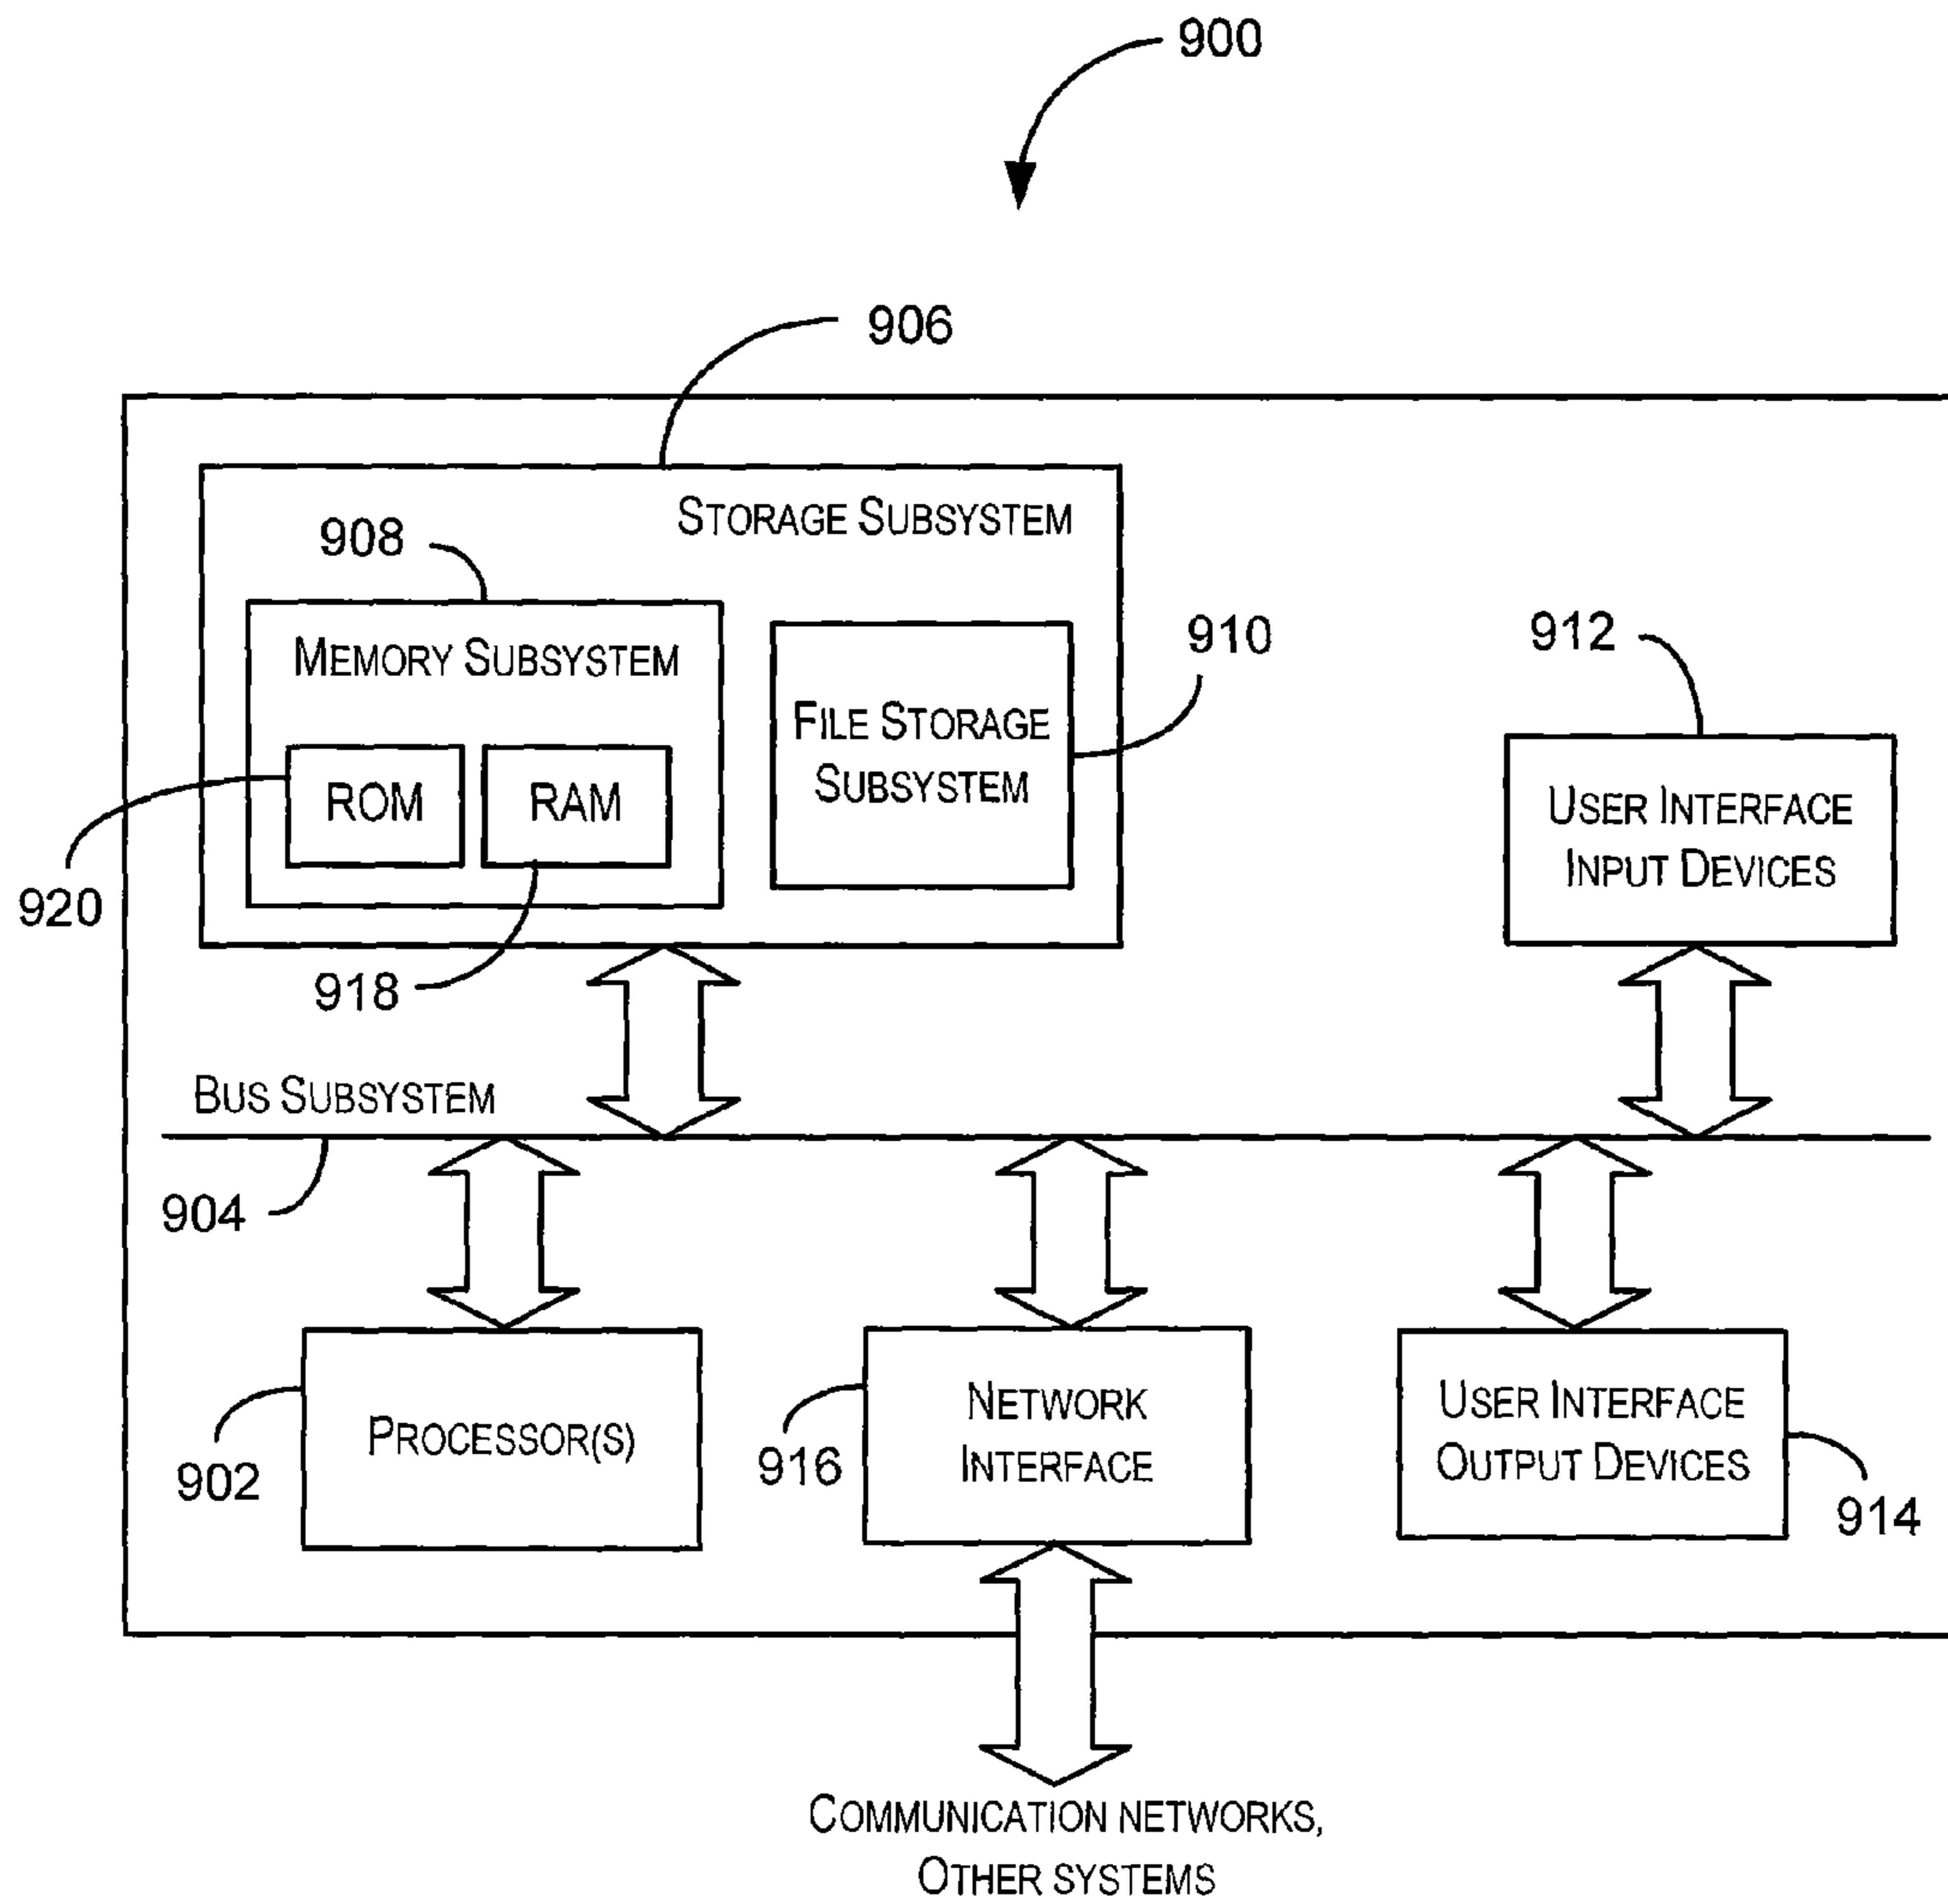 900
906
STORAGE SUBSYSTEM
908
MEMORY SUBSYSTEM
910
912
FILE STORAGE
SUBSYSTEM
ROM
RAM
USER INTERFACE
INPUT DEVICES
920
918
BUS SUBSYSTEM
904
PROCESSOR(S)
902
NETWORK
INTERFACE
916
USER INTERFACE
OUTPUT DEVICES
914
COMMUNICATION NETWORKS,
OTHER SYSTEMS